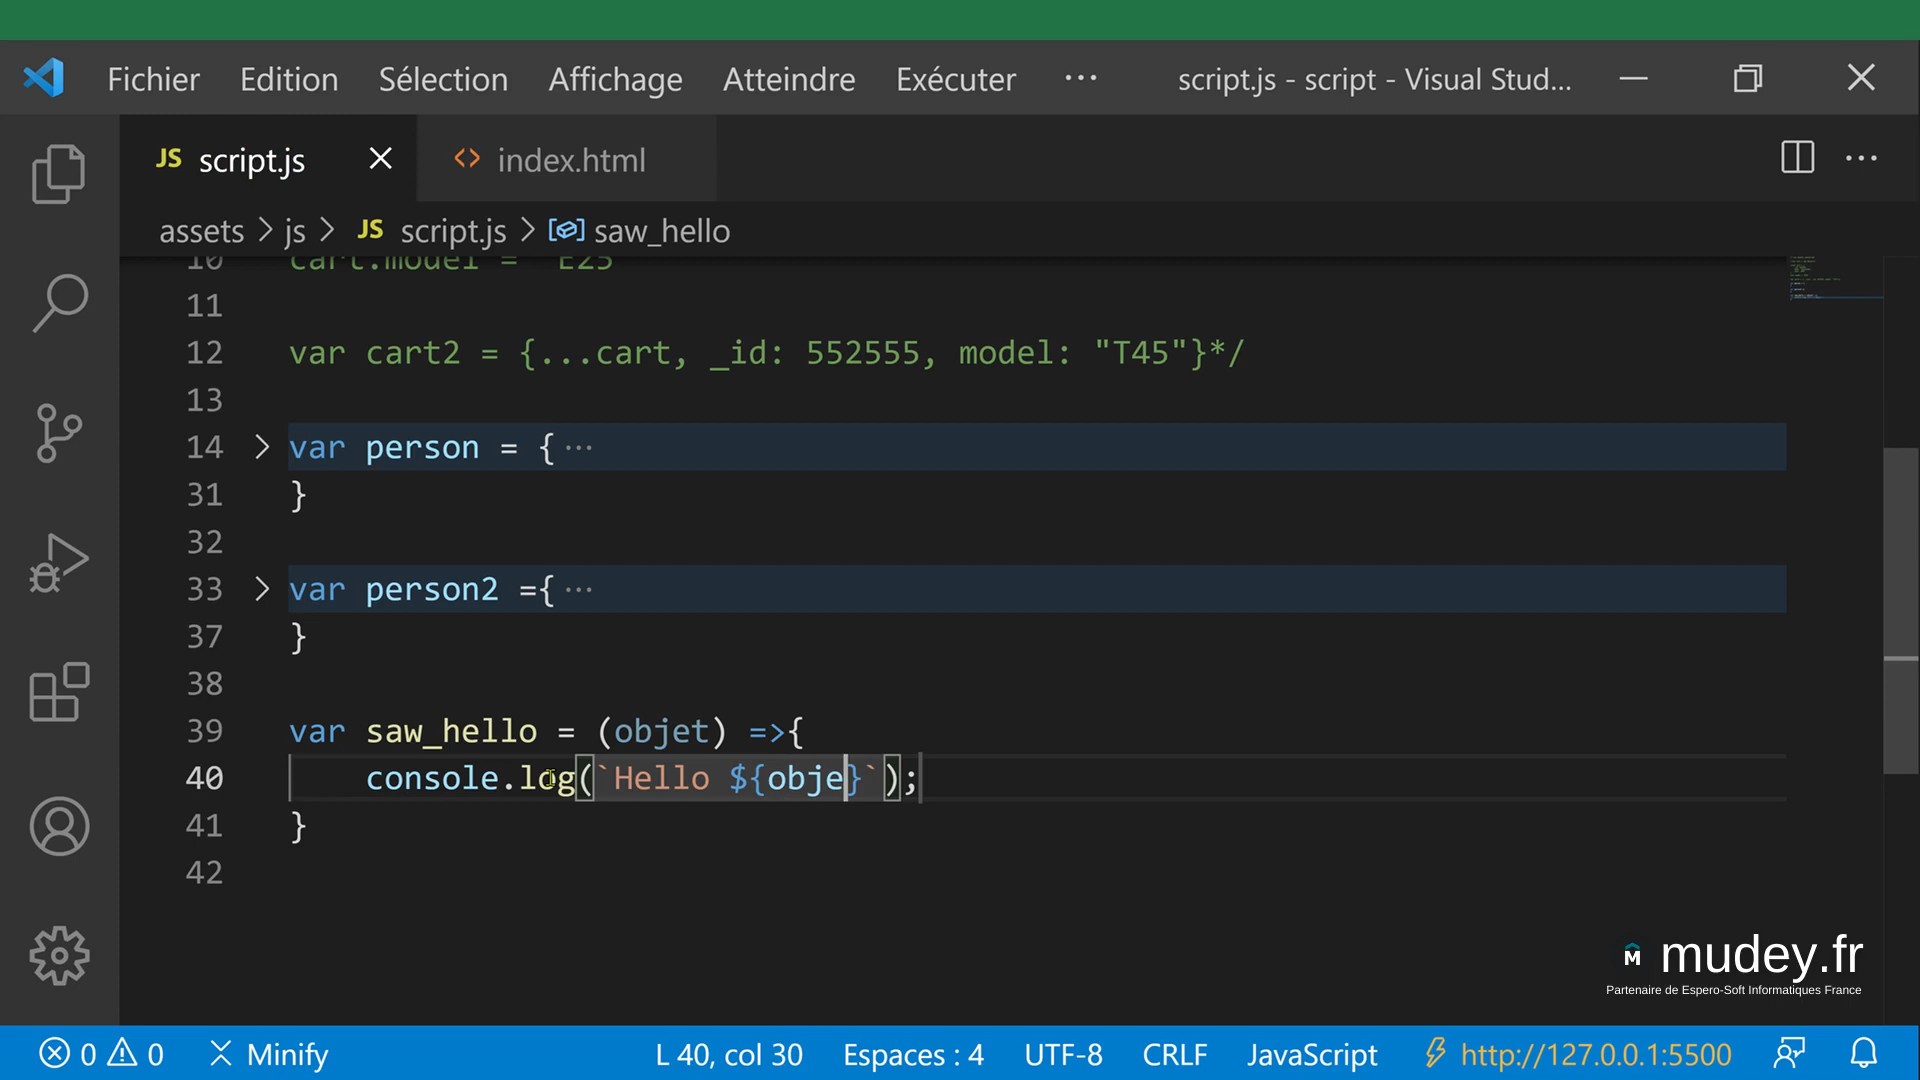 Fichier Edition Sélection Affichage Atteindre Exécuter ··· script.js - script - Visual Stud...
JS script.js index.html
assets > js > JS script.js > saw_hello
10 cart.model = "E25"
11
12 var cart2 = {...cart, _id: 552555, model: "T45"}*/
13
14 var person = {···
31 }
32
33 var person2 ={···
37 }
38
39 var saw_hello = (objet) =>{
40 console.log(`Hello ${obje}`);
41 }
42
M mudey.fr
Partenaire de Espero-Soft Informatiques France
0 0 Minify L 40, col 30 Espaces : 4 UTF-8 CRLF JavaScript http://127.0.0.1:5500